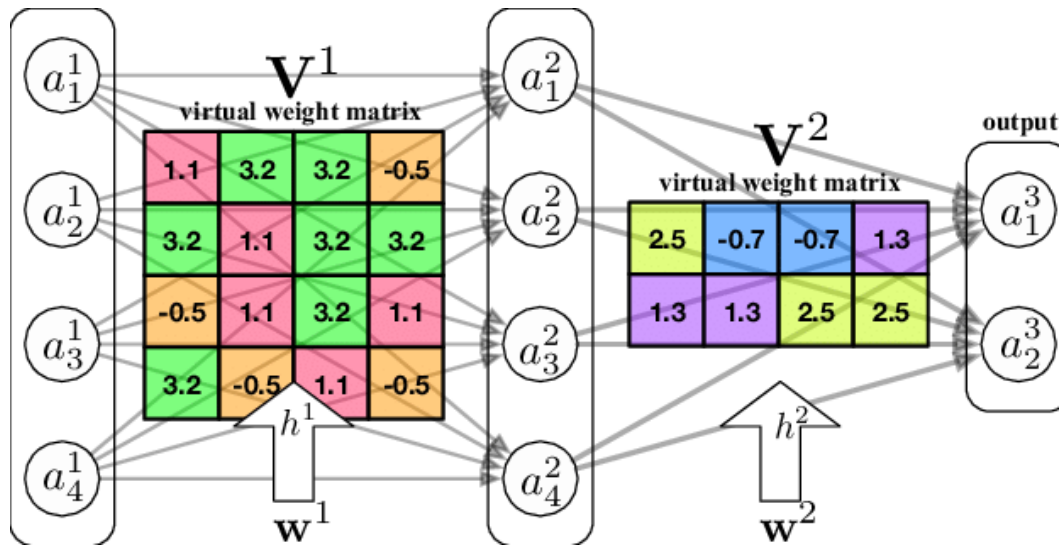 a₁¹
a₂¹
a₃¹
a₄¹
V¹
virtual weight matrix
1.1 3.2 3.2 -0.5
3.2 1.1 3.2 3.2
-0.5 1.1 3.2 1.1
3.2 -0.5 1.1 -0.5
h¹
w¹
a₁²
a₂²
a₃²
a₄²
V²
virtual weight matrix
2.5 -0.7 -0.7 1.3
1.3 1.3 2.5 2.5
h²
w²
output
a₁³
a₂³